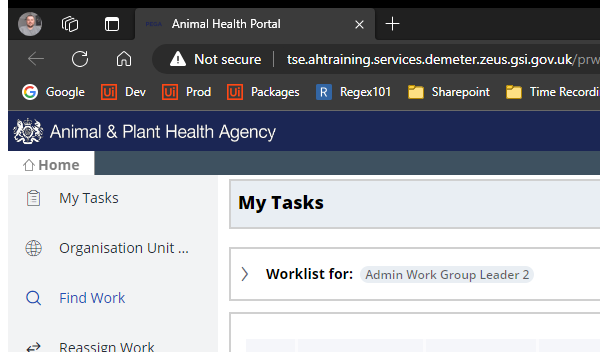 Animal Health Portal
Not secure
tse.ahtraining.services.demeter.zeus.gsi.gov.uk/prw
Google
Dev
Prod
Packages
Regex101
Sharepoint
Time Recordi
Animal & Plant Health Agency
Home
My Tasks
Organisation Unit ...
Find Work
Reassign Work
My Tasks
Worklist for: Admin Work Group Leader 2